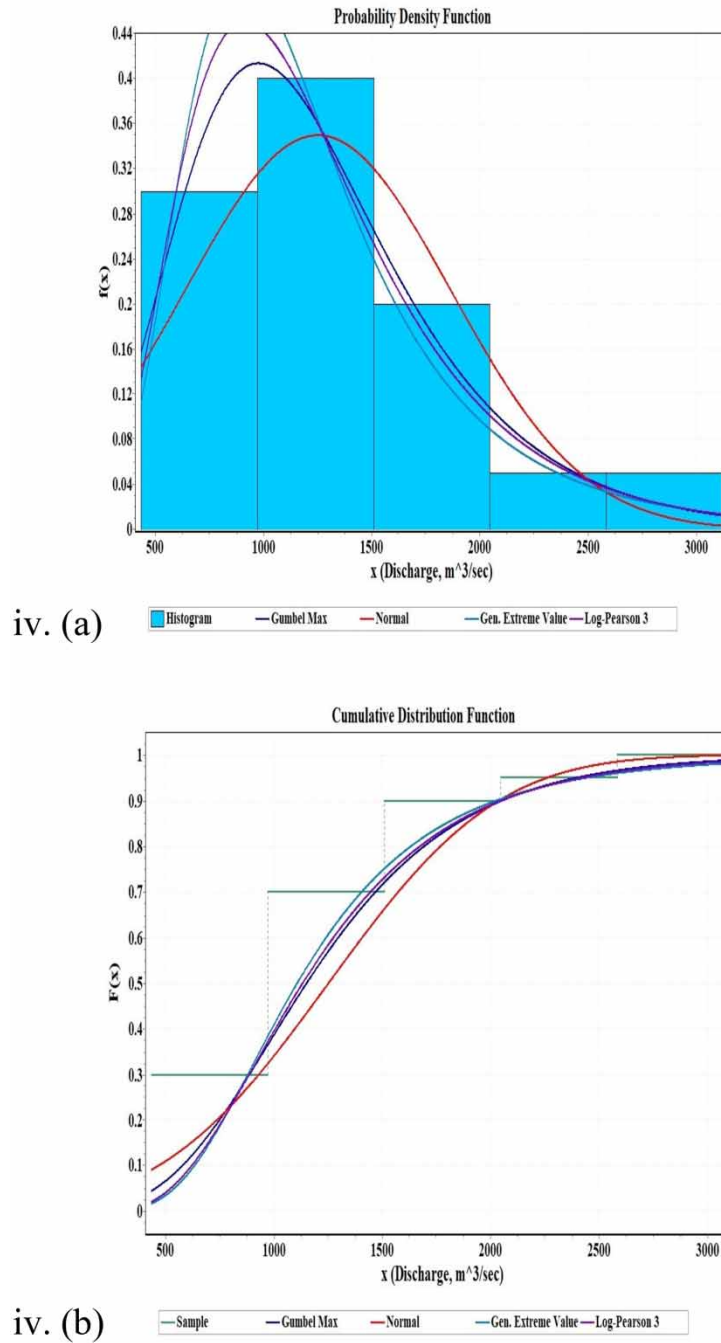 Probability Density Function
0.44
0.4
0.36
0.32
0.28
0.24
0.2
0.16
0.12
0.08
0.04
0
f(x)
500 1000 1500 2000 2500 3000
x (Discharge, m^3/sec)
iv. (a)
Histogram Gumbel Max Normal Gen. Extreme Value Log-Pearson 3
Cumulative Distribution Function
1
0.9
0.8
0.7
0.6
0.5
0.4
0.3
0.2
0.1
0
F(x)
500 1000 1500 2000 2500 3000
x (Discharge, m^3/sec)
iv. (b)
Sample Gumbel Max Normal Gen. Extreme Value Log-Pearson 3